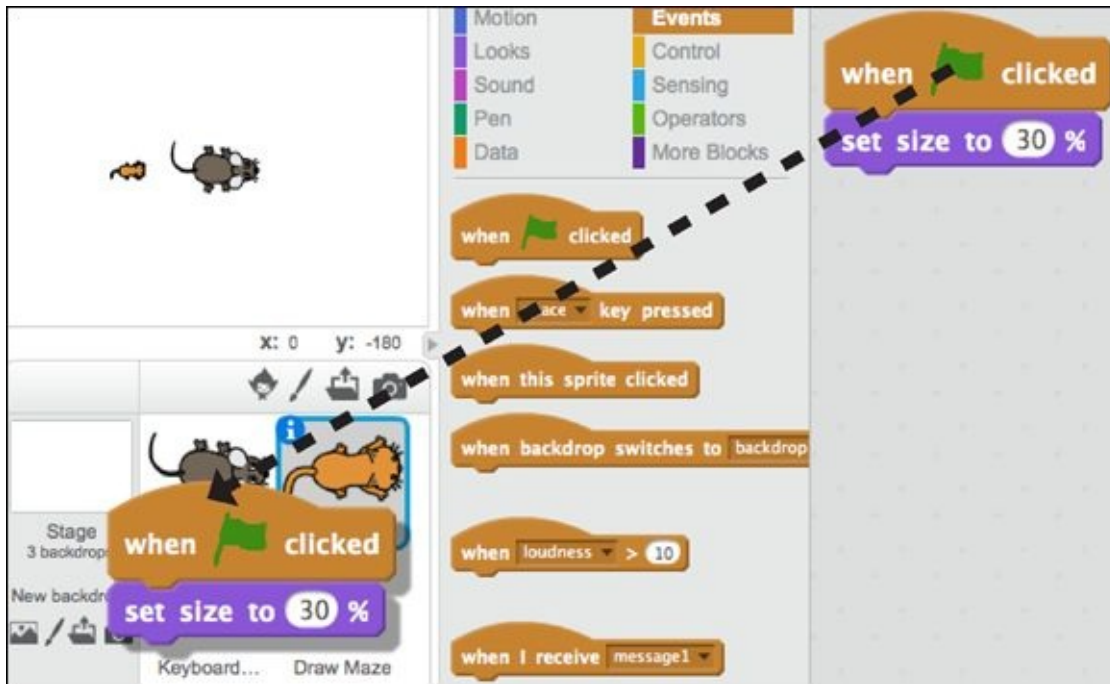 Motion
Events
Looks
Control
Sound
Sensing
Pen
Operators
Data
More Blocks
when clicked
set size to 30 %
when clicked
when key pressed
when this sprite clicked
when backdrop switches to backdrop
when loudness > 10
when I receive message1
x: 0 y: -180
i
Stage
3 backdrops
New
when clicked
set size to 30 %
Keyboard...
Draw Maze